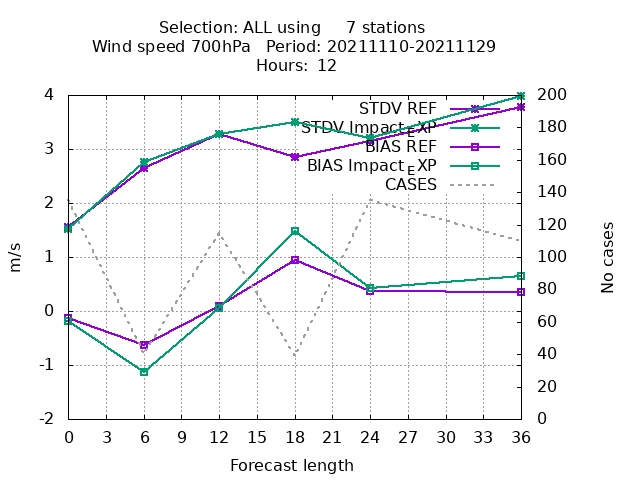 Selection: ALL using     7 stations
Wind speed 700hPa   Period: 20211110-20211129
Hours: 12
STDV REF
STDV Impact_EXP
BIAS REF
BIAS Impact_EXP
CASES
4
3
2
1
0
-1
-2
m/s
200
180
160
140
120
100
80
60
40
20
0
No cases
0 3 6 9 12 15 18 21 24 27 30 33 36
Forecast length